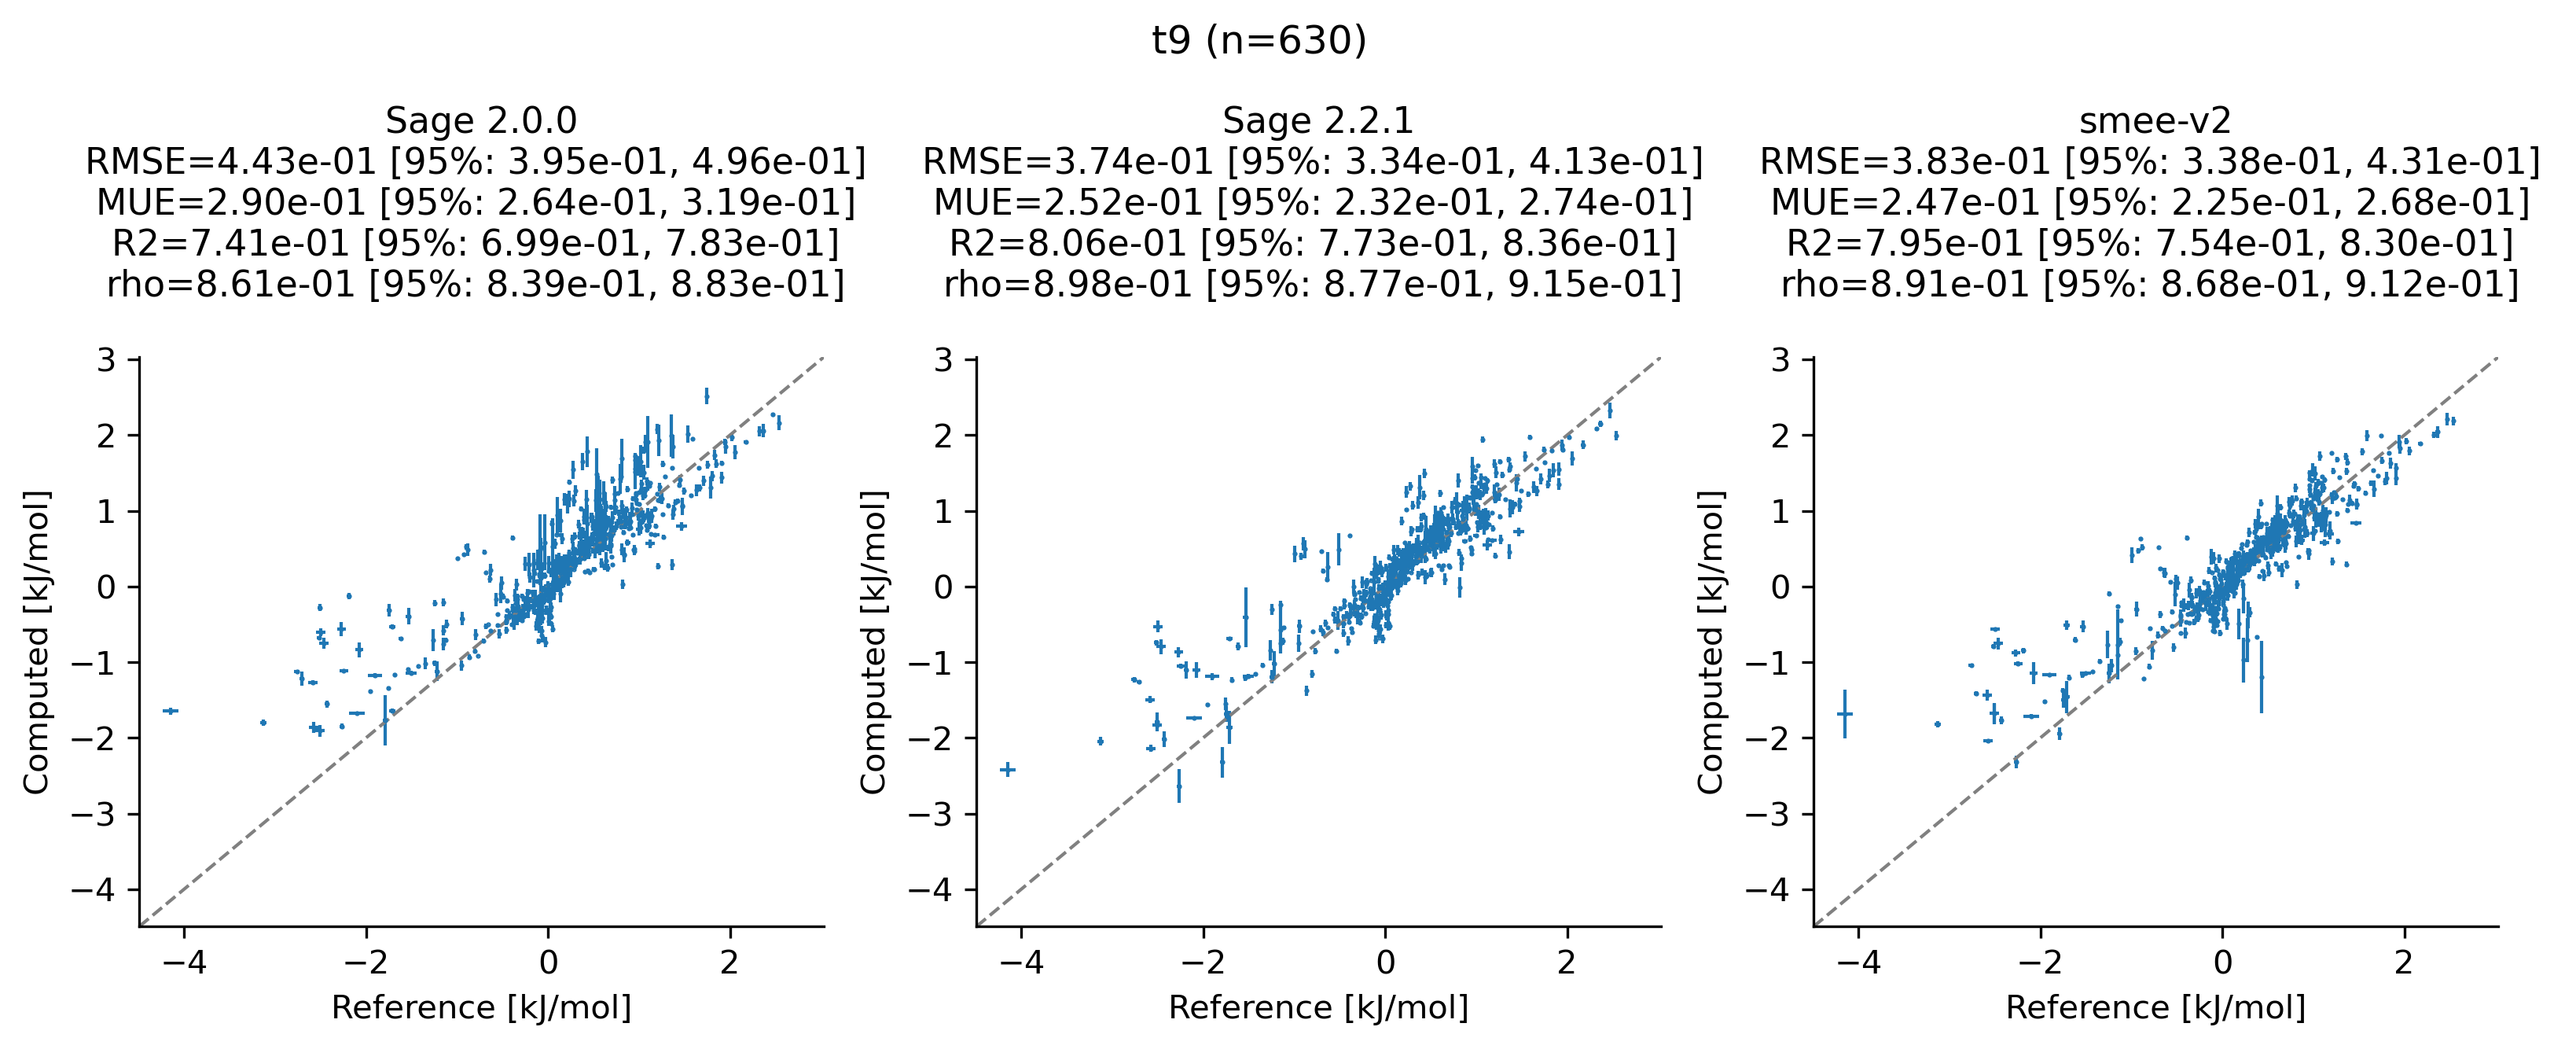 t9 (n=630)
Sage 2.0.0
RMSE=4.43e-01 [95%: 3.95e-01, 4.96e-01]
MUE=2.90e-01 [95%: 2.64e-01, 3.19e-01]
R2=7.41e-01 [95%: 6.99e-01, 7.83e-01]
rho=8.61e-01 [95%: 8.39e-01, 8.83e-01]
3
2
1
0
−1
−2
−3
−4
Computed [kJ/mol]
−4
−2
0
2
Reference [kJ/mol]
Sage 2.2.1
RMSE=3.74e-01 [95%: 3.34e-01, 4.13e-01]
MUE=2.52e-01 [95%: 2.32e-01, 2.74e-01]
R2=8.06e-01 [95%: 7.73e-01, 8.36e-01]
rho=8.98e-01 [95%: 8.77e-01, 9.15e-01]
3
2
1
0
−1
−2
−3
−4
Computed [kJ/mol]
−4
−2
0
2
Reference [kJ/mol]
smee-v2
RMSE=3.83e-01 [95%: 3.38e-01, 4.31e-01]
MUE=2.47e-01 [95%: 2.25e-01, 2.68e-01]
R2=7.95e-01 [95%: 7.54e-01, 8.30e-01]
rho=8.91e-01 [95%: 8.68e-01, 9.12e-01]
3
2
1
0
−1
−2
−3
−4
Computed [kJ/mol]
−4
−2
0
2
Reference [kJ/mol]